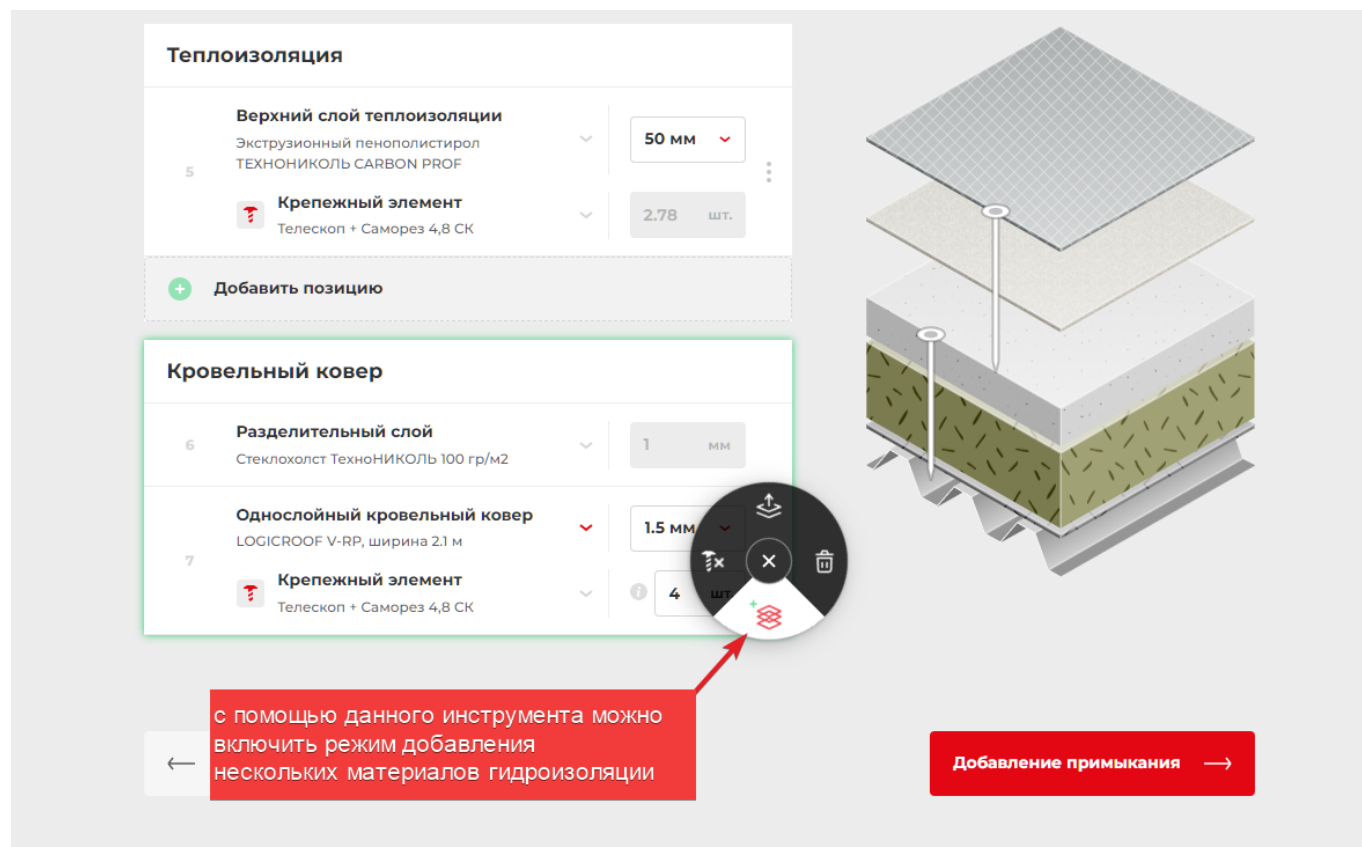 Теплоизоляция
Верхний слой теплоизоляции
Экструзионный пенополистирол
ТЕХНОНИКОЛЬ CARBON PROF
50 мм
5
Крепежный элемент
Телескоп + Саморез 4,8 СК
2.78 шт.
Добавить позицию
Кровельный ковер
6
Разделительный слой
Стеклохолст ТехноНИКОЛЬ 100 гр/м2
1 мм
Однослойный кровельный ковер
LOGICROOF V-RP, ширина 2.1 м
1.5 мм
7
Крепежный элемент
Телескоп + Саморез 4,8 СК
4 шт.
с помощью данного инструмента можно
включить режим добавления
нескольких материалов гидроизоляции
Добавление примыкания